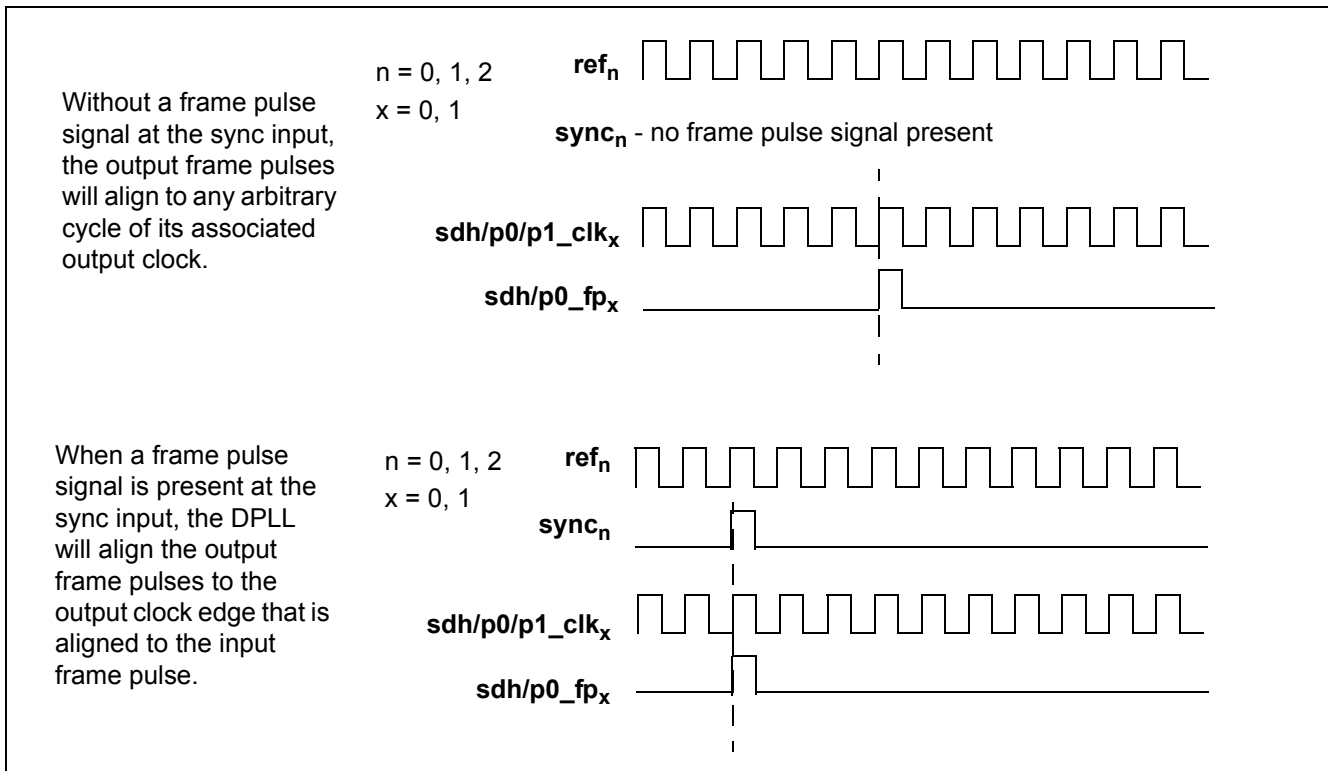 Without a frame pulse
signal at the sync input,
the output frame pulses
will align to any arbitrary
cycle of its associated
output clock.
n = 0, 1, 2
x = 0, 1
refn
syncn - no frame pulse signal present
sdh/p0/p1_clkx
sdh/p0_fpx
When a frame pulse
signal is present at the
sync input, the DPLL
will align the output
frame pulses to the
output clock edge that is
aligned to the input
frame pulse.
n = 0, 1, 2
x = 0, 1
refn
syncn
sdh/p0/p1_clkx
sdh/p0_fpx